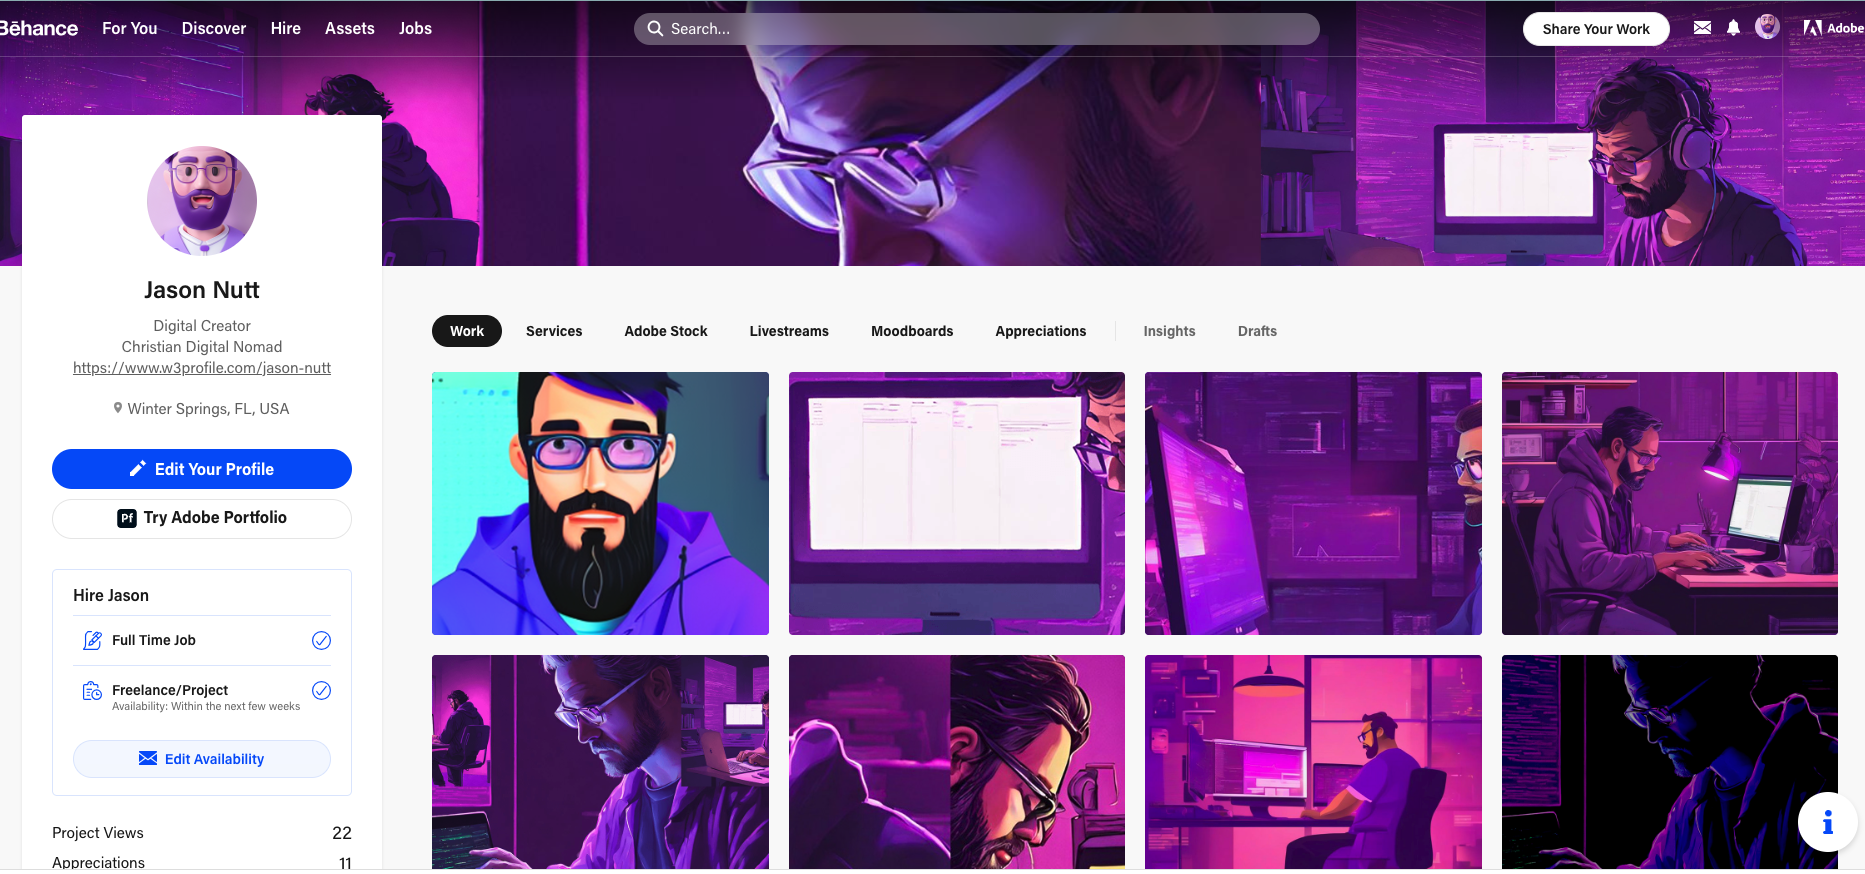 Bēhance For You Discover Hire Assets Jobs Search... Share Your Work Adobe
Jason Nutt
Digital Creator
Christian Digital Nomad
https://www.w3profile.com/jason-nutt
Winter Springs, FL, USA
Edit Your Profile
Pf Try Adobe Portfolio
Hire Jason
Full Time Job
Freelance/Project
Availability: Within the next few weeks
Edit Availability
Project Views 22
Appreciations 11
Work Services Adobe Stock Livestreams Moodboards Appreciations Insights Drafts